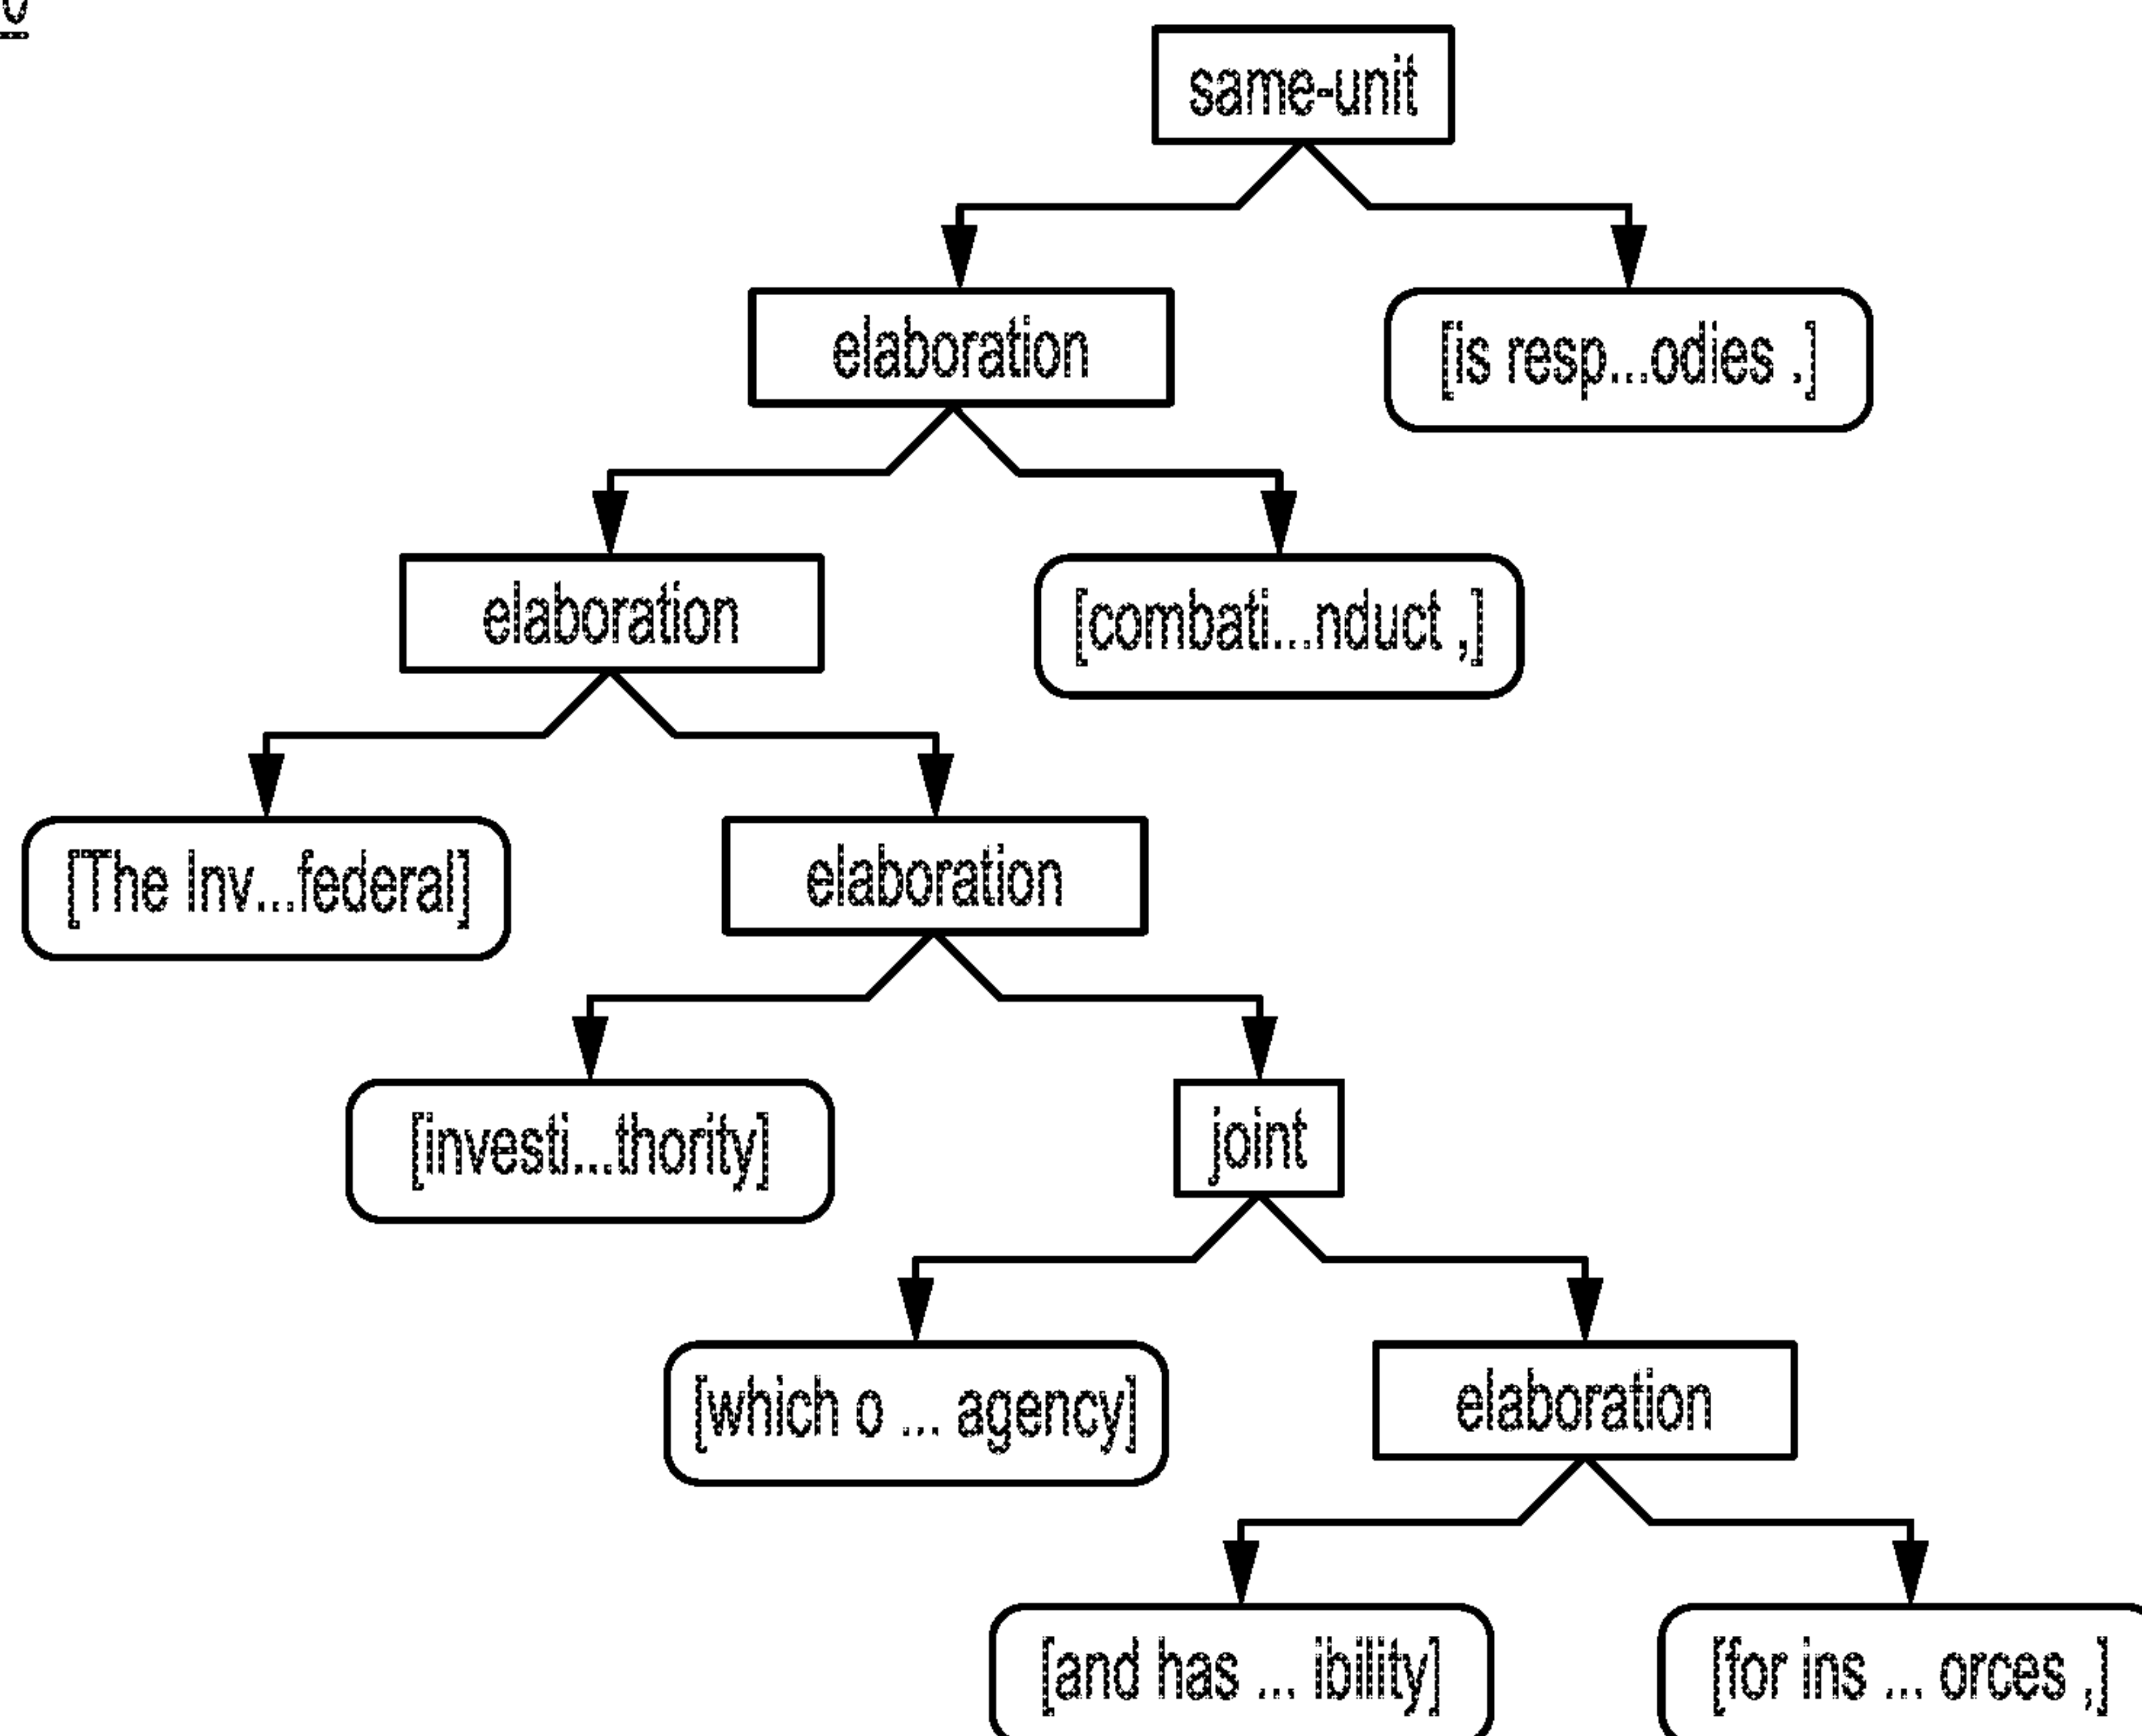 same-unit
elaboration
[is resp...odies .]
elaboration
[combati...nduct ,]
[The Inv...federal]
elaboration
[investi...thority]
joint
[which o ... agency]
elaboration
[and has ... ibility]
[for ins ... orces ,]